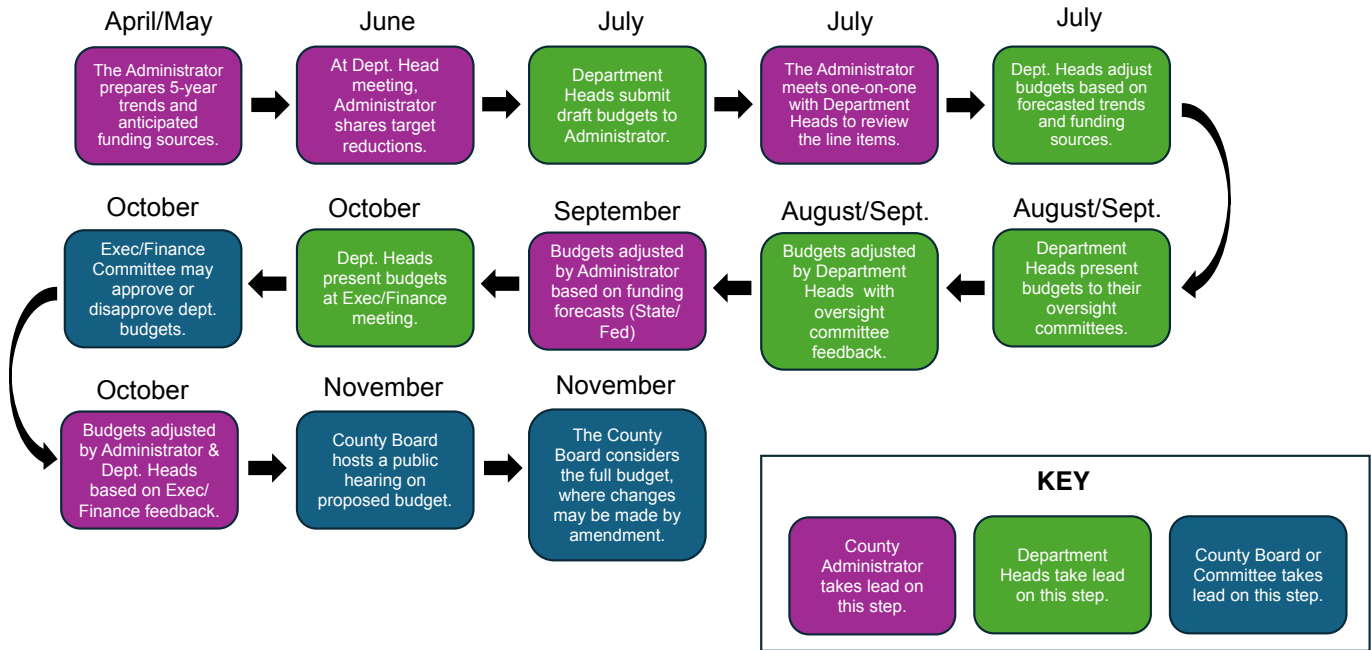 April/May
The Administrator
prepares 5-year
trends and
anticipated
funding sources.
June
At Dept. Head
meeting,
Administrator
shares target
reductions.
July
Department
Heads submit
draft budgets to
Administrator.
July
The Administrator
meets one-on-one
with Department
Heads to review
the line items.
July
Dept. Heads adjust
budgets based on
forecasted trends
and funding
sources.
August/Sept.
Department
Heads present
budgets to their
oversight
committees.
August/Sept.
Budgets adjusted
by Department
Heads with
oversight
committee
feedback.
September
Budgets adjusted
by Administrator
based on funding
forecasts (State/
Fed)
October
Dept. Heads
present budgets
at Exec/Finance
meeting.
October
Exec/Finance
Committee may
approve or
disapprove dept.
budgets.
October
Budgets adjusted
by Administrator &
Dept. Heads
based on Exec/
Finance feedback.
November
County Board
hosts a public
hearing on
proposed budget.
November
The County
Board considers
the full budget,
where changes
may be made by
amendment.
KEY
County
Administrator
takes lead on
this step.
Department
Heads take lead
on this step.
County Board or
Committee takes
lead on this step.